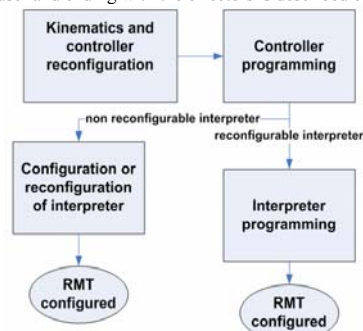 Kinematics and
controller
reconfiguration
Controller
programming
non reconfigurable interpreter
reconfigurable interpreter
Configuration or
reconfiguration
of interpreter
Interpreter
programming
RMT
configured
RMT
configured